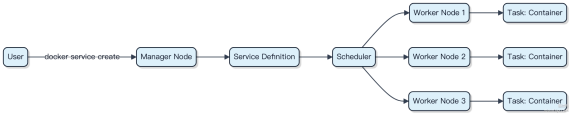 User
docker service create
Manager Node
Service Definition
Scheduler
Worker Node 1
Task: Container
Worker Node 2
Task: Container
Worker Node 3
Task: Container